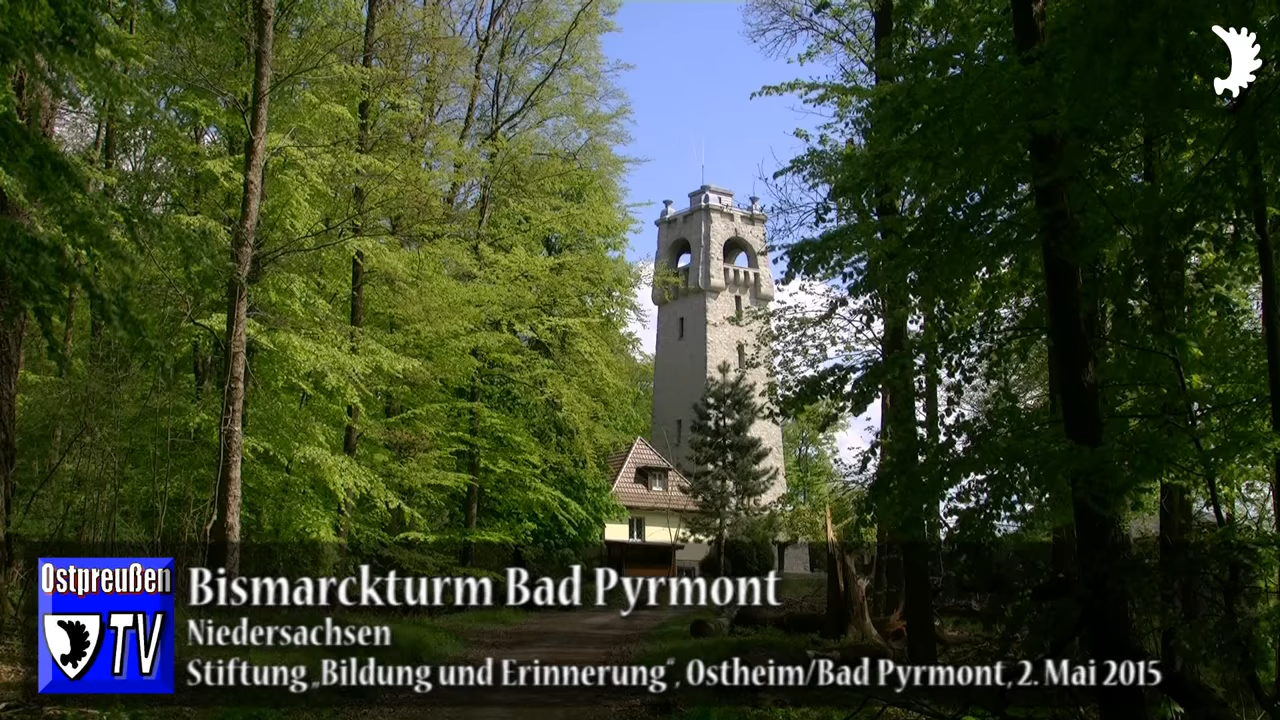 Ostpreußen
TV
Bismarckturm Bad Pyrmont
Niedersachsen
Stiftung „Bildung und Erinnerung“, Ostheim/Bad Pyrmont, 2. Mai 2015